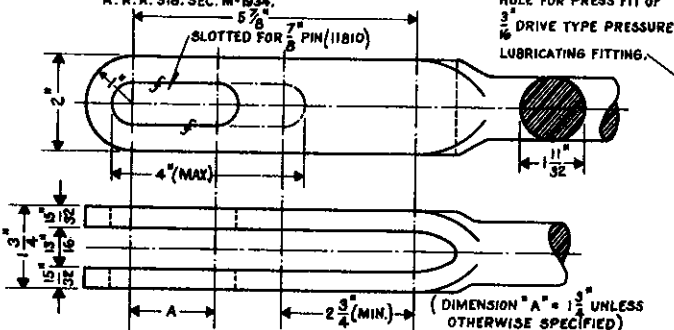 A.R.A. STD. SEC. M-1934.
5 7/8"
SLOTTED FOR 7/8" PIN (11810)
HOLE FOR PRESS FIT OF
3/16" DRIVE TYPE PRESSURE
LUBRICATING FITTING.
2"
1"
f
f
4" (MAX)
1 11/32"
1 3/4"
15/32"
13/16"
15/32"
A
2 3/4" (MIN.)
(DIMENSION "A" = 1 3/4" UNLESS
OTHERWISE SPECIFIED)